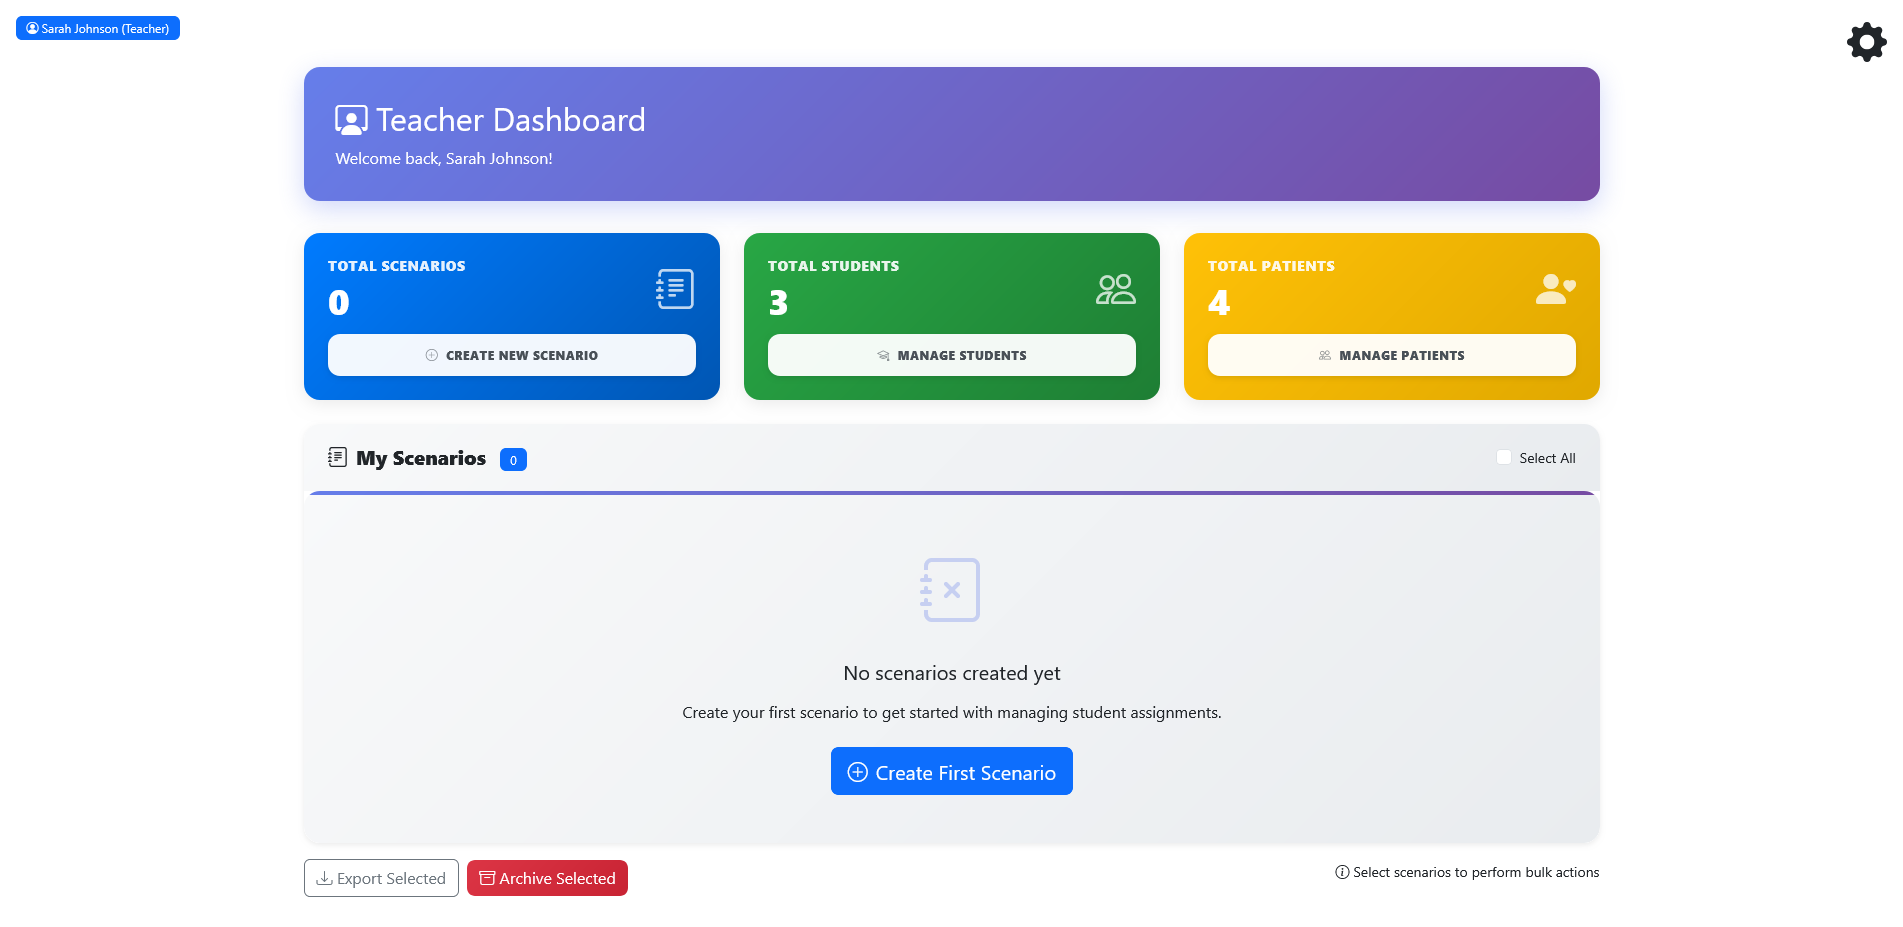 Sarah Johnson (Teacher)
Teacher Dashboard
Welcome back, Sarah Johnson!
TOTAL SCENARIOS
0
CREATE NEW SCENARIO
TOTAL STUDENTS
3
MANAGE STUDENTS
TOTAL PATIENTS
4
MANAGE PATIENTS
My Scenarios 0
Select All
No scenarios created yet
Create your first scenario to get started with managing student assignments.
Create First Scenario
Export Selected
Archive Selected
Select scenarios to perform bulk actions